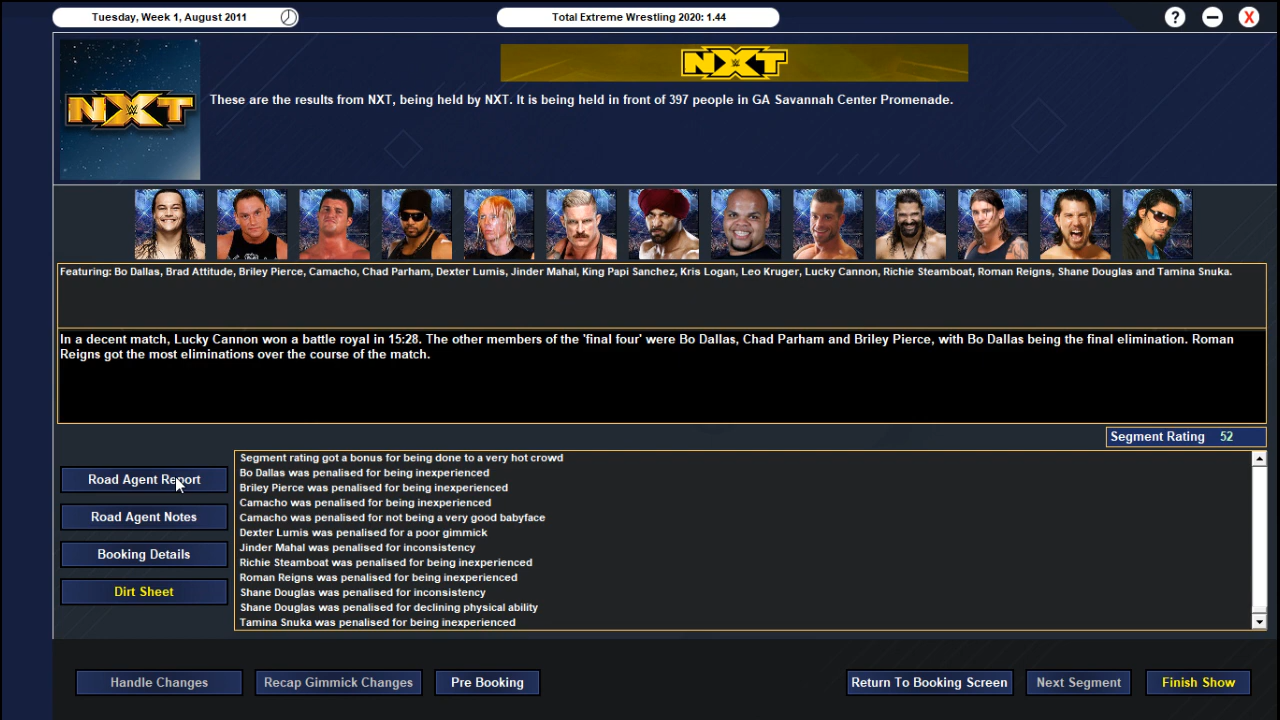 Tuesday, Week 1, August 2011
Total Extreme Wrestling 2020: 1.44
? X
NXT
NXT
These are the results from NXT, being held by NXT. It is being held in front of 397 people in GA Savannah Center Promenade.
Featuring: Bo Dallas, Brad Attitude, Briley Pierce, Camacho, Chad Parham, Dexter Lumis, Jinder Mahal, King Papi Sanchez, Kris Logan, Leo Kruger, Lucky Cannon, Richie Steamboat, Roman Reigns, Shane Douglas and Tamina Snuka.
In a decent match, Lucky Cannon won a battle royal in 15:28. The other members of the 'final four' were Bo Dallas, Chad Parham and Briley Pierce, with Bo Dallas being the final elimination. Roman
Reigns got the most eliminations over the course of the match.
Segment Rating 52
Road Agent Report
Road Agent Notes
Booking Details
Dirt Sheet
Segment rating got a bonus for being done to a very hot crowd
Bo Dallas was penalised for being inexperienced
Briley Pierce was penalised for being inexperienced
Camacho was penalised for being inexperienced
Camacho was penalised for not being a very good babyface
Dexter Lumis was penalised for a poor gimmick
Jinder Mahal was penalised for inconsistency
Richie Steamboat was penalised for being inexperienced
Roman Reigns was penalised for being inexperienced
Shane Douglas was penalised for inconsistency
Shane Douglas was penalised for declining physical ability
Tamina Snuka was penalised for being inexperienced
Handle Changes
Recap Gimmick Changes
Pre Booking
Return To Booking Screen
Next Segment
Finish Show